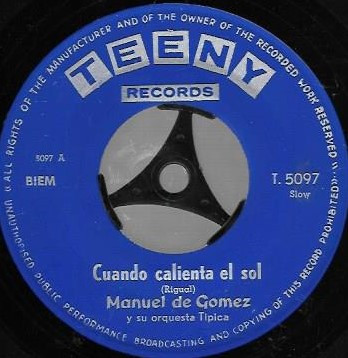 « ALL RIGHTS OF THE MANUFACTURER AND OF THE OWNER OF THE RECORDED WORK RESERVED »
TEENY
RECORDS
5097 A
BIEM
T. 5097
Slow
Cuando calienta el sol
(Rigual)
Manuel de Gomez
y su orquesta Tipica
UNAUTHORISED PUBLIC PERFORMANCE BROADCASTING AND COPYING OF THIS RECORD PROHIBITED»